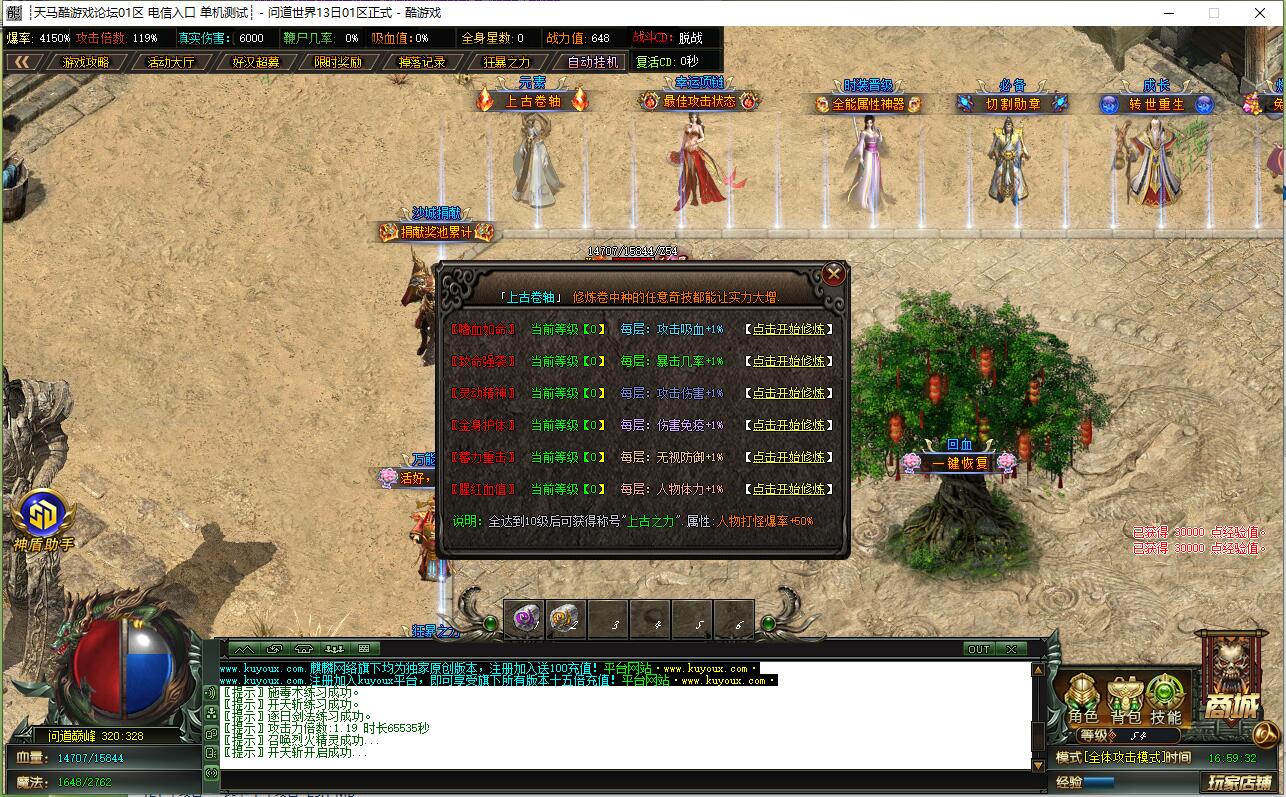 天马酷游戏论坛01区 电信入口 单机测试 - 问道世界13日01区正式 - 酷游戏
爆率: 4150% 攻击倍数: 119% 真实伤害: 6000 鞭尸几率: 0% 吸血值:0% 全身星数:0 战力值: 648 战斗CD: 脱战
游戏攻略 活动大厅 好汉超募 限时奖励 掉落记录 狂暴之力 自动挂机 复活CD: 0秒
元素 幸运项链 时装晋级 必备 成长
上古卷轴 最佳攻击状态 全能属性神器 切割勋章 转世重生
沙城捐献
捐献奖池累计
14707/15844/Z54
「上古卷轴」 修炼卷中种的任意奇技都能让实力大增.
〖嗜血如命〗 当前等级【0】 每层: 攻击吸血+1% 【点击开始修炼】
〖致命强袭〗 当前等级【0】 每层: 暴击几率+1% 【点击开始修炼】
〖灵动精神〗 当前等级【0】 每层: 攻击伤害+1% 【点击开始修炼】
〖金身护体〗 当前等级【0】 每层: 伤害免疫+1% 【点击开始修炼】
〖蓄力重击〗 当前等级【0】 每层: 无视防御+1% 【点击开始修炼】
〖腥红血值〗 当前等级【0】 每层: 人物体力+1% 【点击开始修炼】
说明: 全达到10级后可获得称号"上古之力".属性:人物打怪爆率+50%
回血
一键恢复
万能
活好,
神盾助手
已获得 30000 点经验值。
已获得 30000 点经验值。
狂暴之力
1 2 3 4 5 6
OUT
www.kuyoux.com.麒麟网络旗下均为独家原创版本，注册加入送100充值！平台网站·www.kuyoux.com·
www.kuyoux.com.注册加入kuyoux平台，即可享受旗下所有版本十五倍充值！平台网站·www.kuyoux.com·
〖提示〗施毒术练习成功。
〖提示〗开天斩练习成功。
〖提示〗逐日剑法练习成功。
〖提示〗攻击力倍数:1.19 时长65535秒
〖提示〗召唤烈火精灵成功...
〖提示〗开天斩开启成功...
问道巅峰 320:328
血量: 14707/15844
魔法: 1648/2762
角色 背包 技能
商城
等级 54
模式[全体攻击模式]时间 16:59:32
经验
玩家店铺